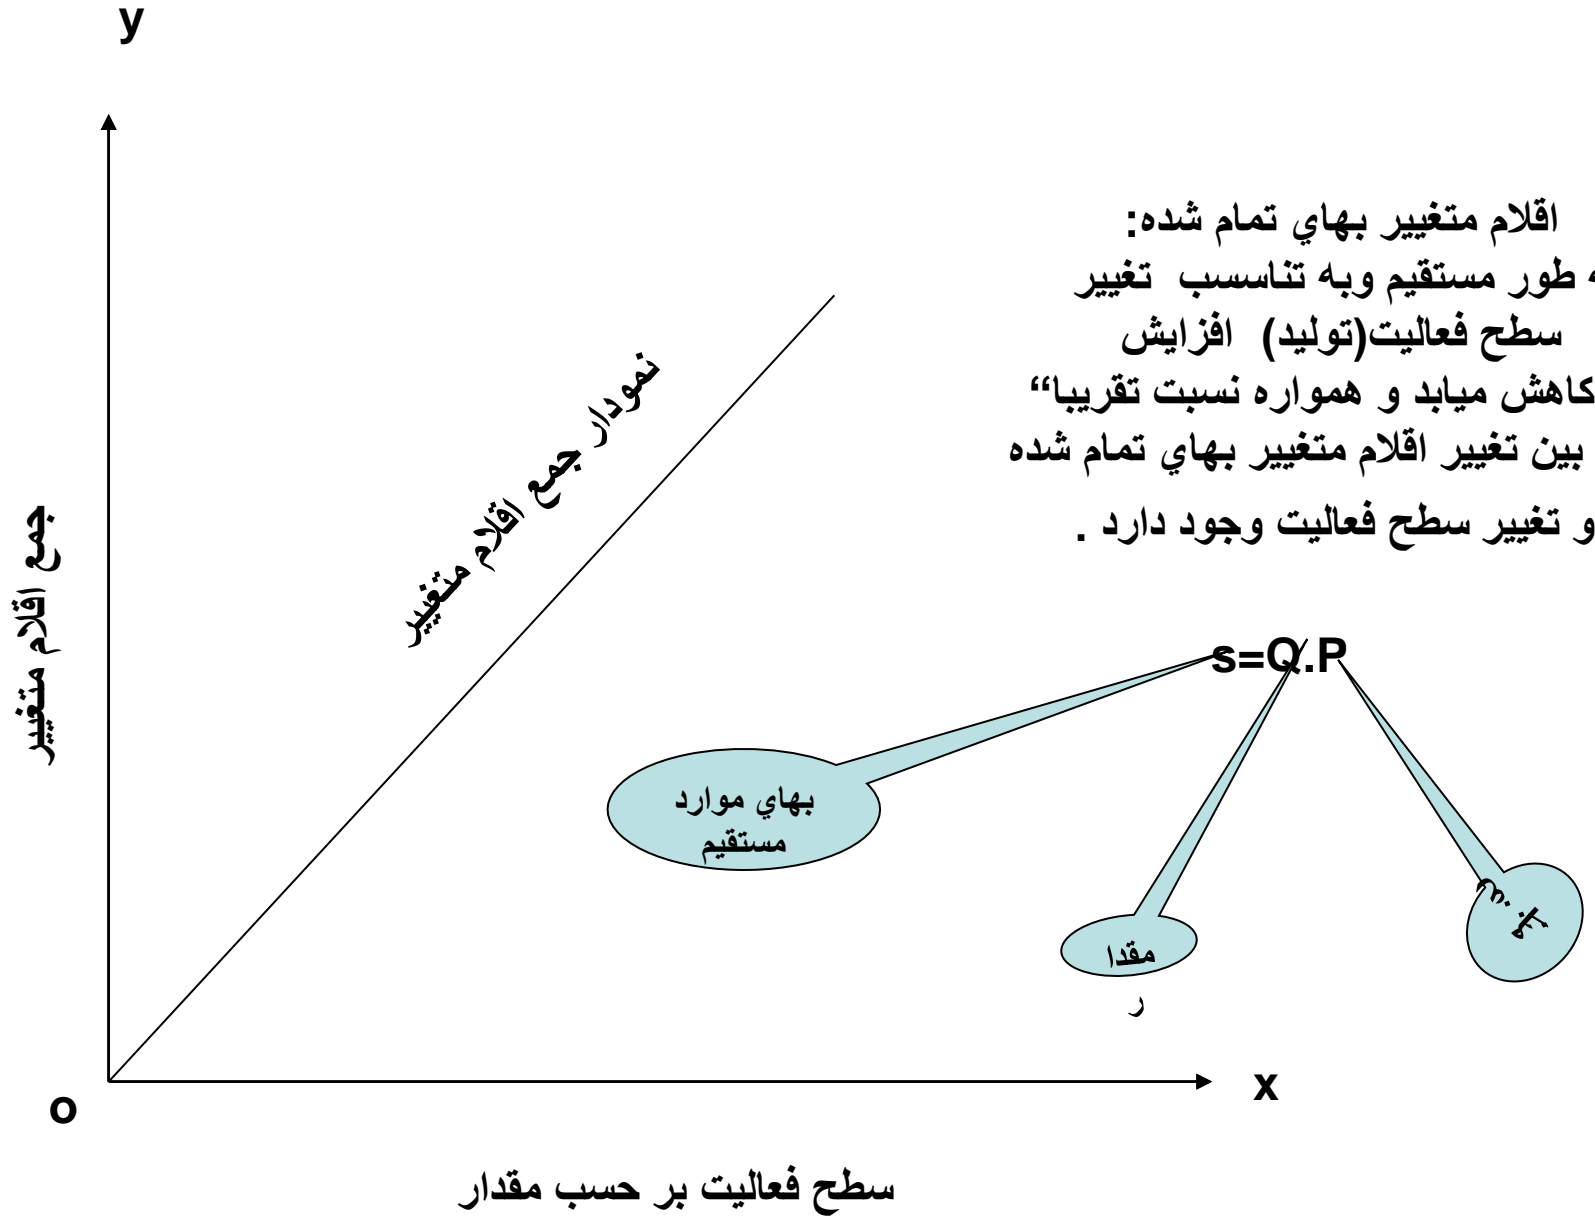 y
اقلام متغيير بهاي تمام شده:
طور مستقيم وبه تناسسب تغيير
سطح فعاليت(توليد) افزايش
كاهش ميابد و همواره نسبت تقريبا“
بين تغيير اقلام متغيير بهاي تمام شده
و تغيير سطح فعاليت وجود دارد .
نمودار جمع اقلام متغيير
جمع اقلام متغيير
s=Q.P
بهاي موارد
مستقيم
مقدا
ر
x
o
سطح فعاليت بر حسب مقدار